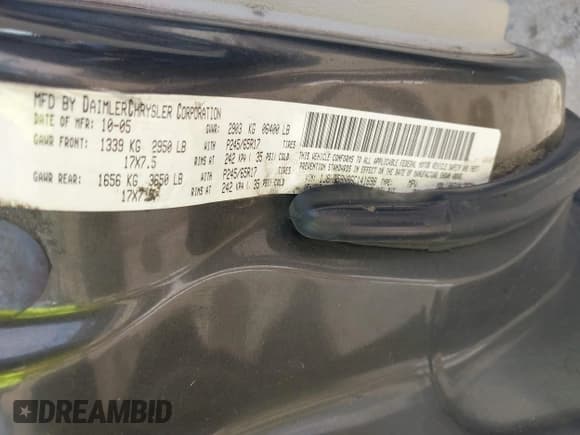 MFD BY DAIMLERCHRYSLER CORPORATION
DATE OF MFR: 10-05 GVWR: 2903 KG 06400 LB
GAWR FRONT: 1339 KG 2950 LB WITH P245/65R17 TIRES
17X7.5 RIMS AT 242 KPA ( 35 PSI COLD
GAWR REAR: 1656 KG 3650 LB WITH P245/65R17
RIMS AT 242 KPA ( 35 PSI
THIS VEHICLE CONFORMS TO ALL APPLICABLE FEDERAL MOTOR VEHICLE SAFETY AND THEFT
PREVENTION STANDARDS IN EFFECT ON THE DATE OF MANUFACTURE SHOWN ABOVE.
TYPE: MPV
DREAMBID